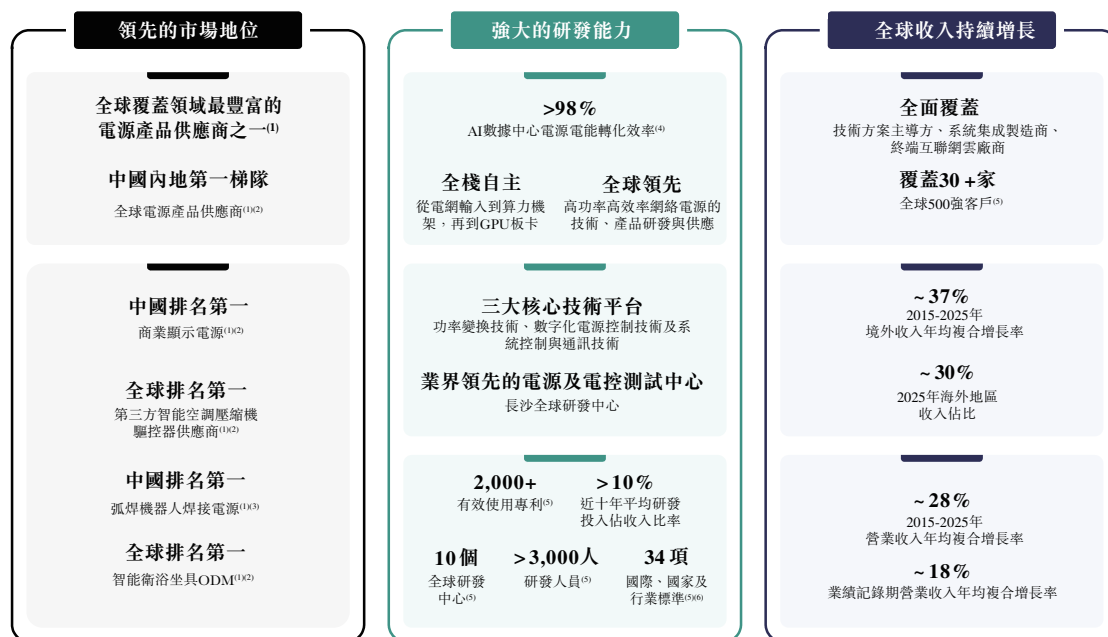 領先的市場地位
全球覆蓋領域最豐富的
電源產品供應商之一(1)
中國內地第一梯隊
全球電源產品供應商(1)(2)
中國排名第一
商業顯示電源(1)(2)
全球排名第一
第三方智能空調壓縮機
驅控器供應商(1)(2)
中國排名第一
弧焊機器人焊接電源(1)(3)
全球排名第一
智能衛浴坐具ODM(1)(2)
強大的研發能力
>98%
AI數據中心電源電能轉化效率(4)
全棧自主
從電網輸入到算力機
架，再到GPU板卡
全球領先
高功率高效率網絡電源的
技術、產品研發與供應
三大核心技術平台
功率變換技術、數字化電源控制技術及系
統控制與通訊技術
業界領先的電源及電控測試中心
長沙全球研發中心
2,000+
有效使用專利(5)
>10%
近十年平均研發
投入佔收入比率
10個
全球研發
中心(5)
>3,000人
研發人員(5)
34項
國際、國家及
行業標準(5)(6)
全球收入持續增長
全面覆蓋
技術方案主導方、系統集成製造商、
終端互聯網雲廠商
覆蓋30+家
全球500強客戶(5)
~37%
2015-2025年
境外收入年均複合增長率
~30%
2025年海外地區
收入佔比
~28%
2015-2025年
營業收入年均複合增長率
~18%
業績記錄期營業收入年均複合增長率